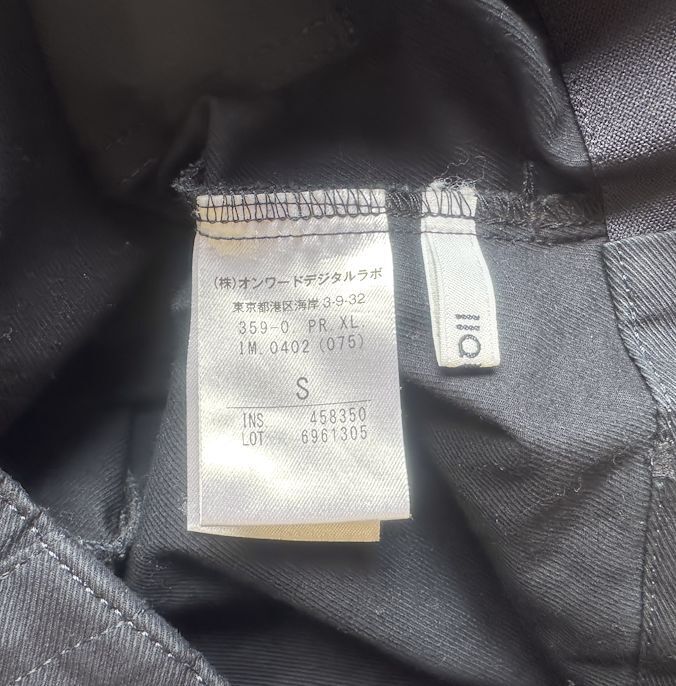 (株)オンワードデジタルラボ
東京都港区海岸 3-9-32
359-0. PR. XL.
IM. 0402 (075)
S
INS. 458350
LOT 6961305